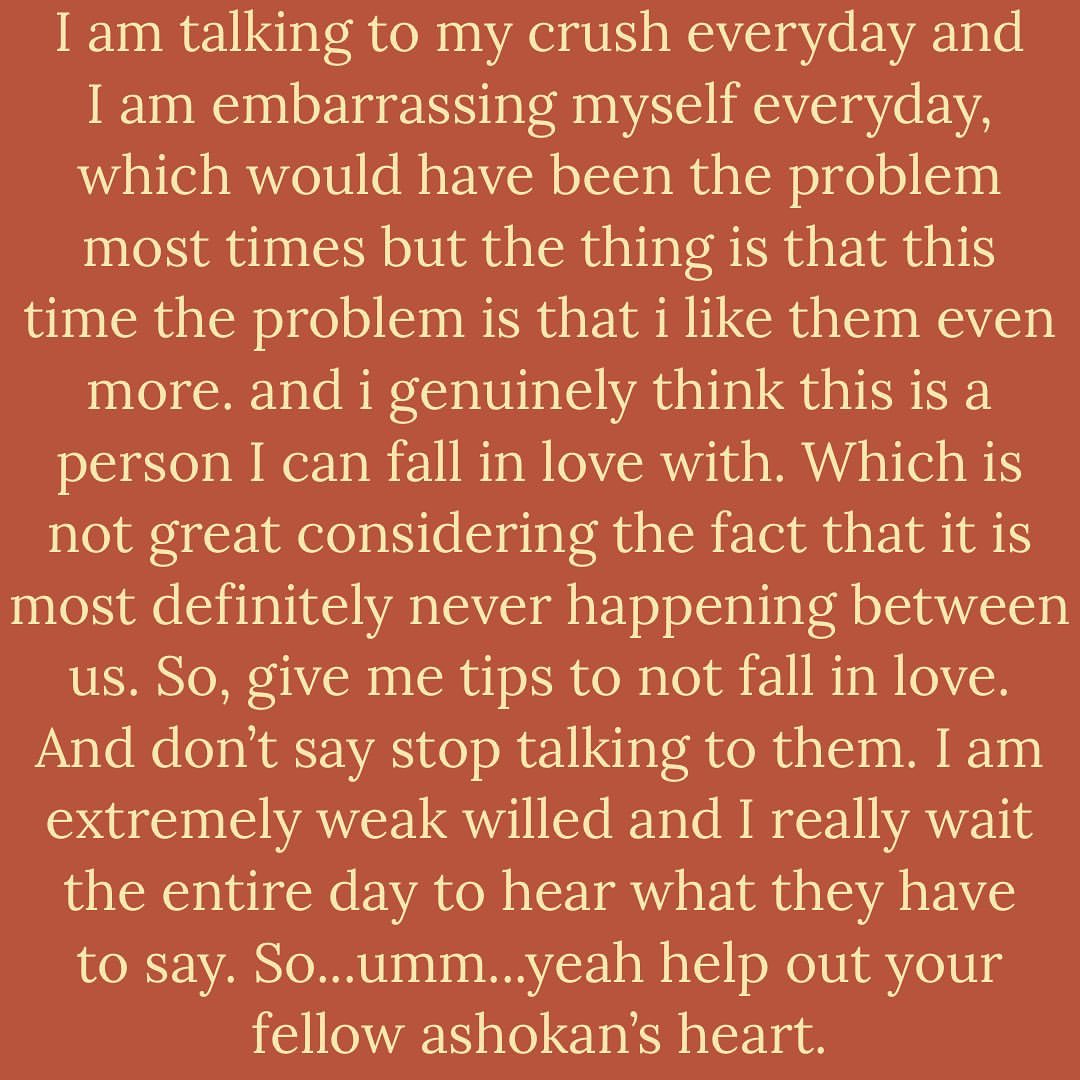 I am talking to my crush everyday and
I am embarrassing myself everyday,
which would have been the problem
most times but the thing is that this
time the problem is that i like them even
more. and i genuinely think this is a
person I can fall in love with. Which is
not great considering the fact that it is
most definitely never happening between
us. So, give me tips to not fall in love.
And don’t say stop talking to them. I am
extremely weak willed and I really wait
the entire day to hear what they have
to say. So...umm...yeah help out your
fellow ashokan’s heart.